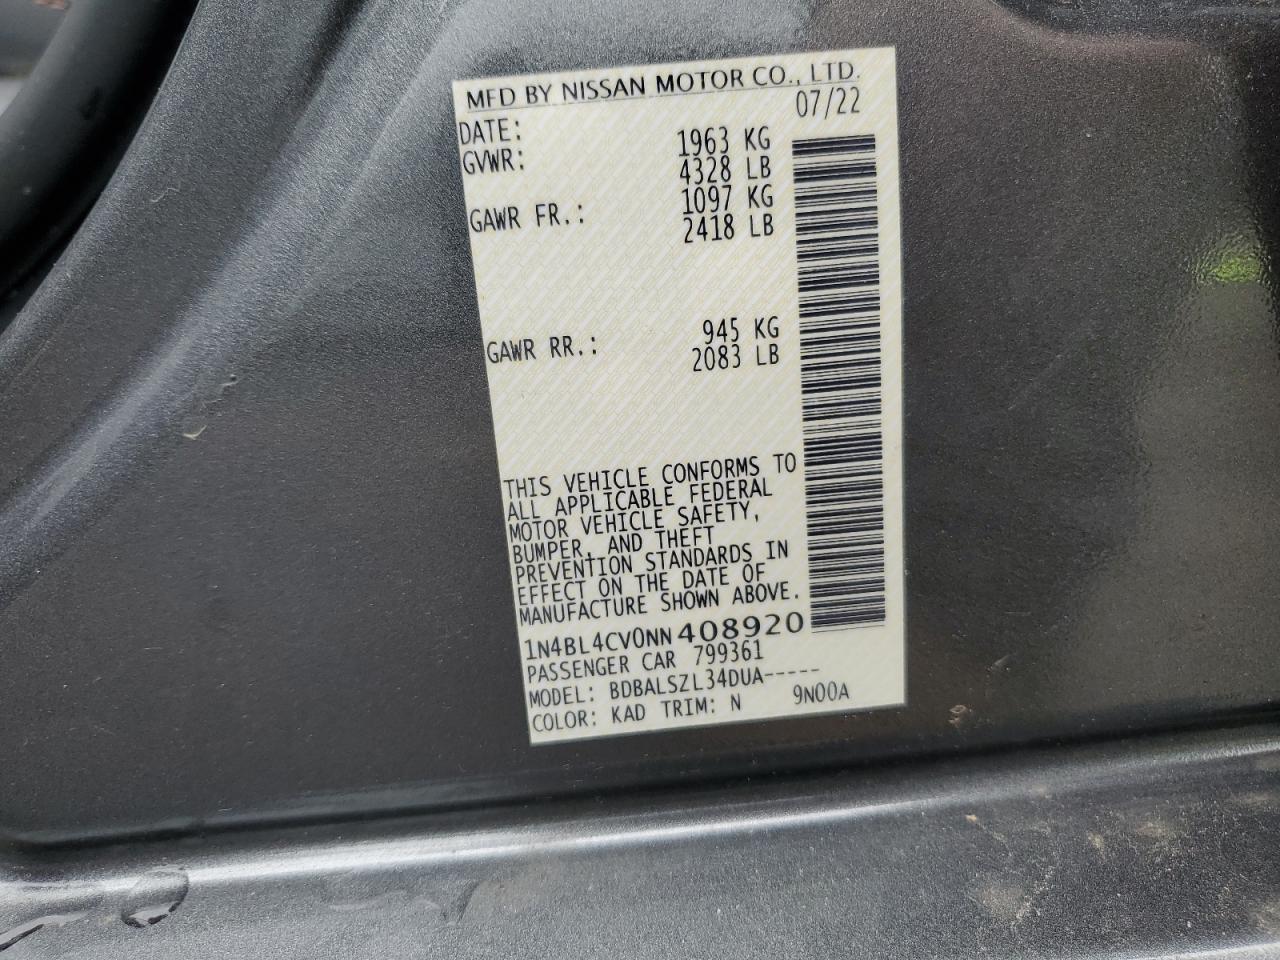 MFD BY NISSAN MOTOR CO., LTD.
DATE: 07/22
GVWR: 1963 KG
4328 LB
GAWR FR.: 1097 KG
2418 LB
GAWR RR.: 945 KG
2083 LB
THIS VEHICLE CONFORMS TO
ALL APPLICABLE FEDERAL
MOTOR VEHICLE SAFETY,
BUMPER, AND THEFT
PREVENTION STANDARDS IN
EFFECT ON THE DATE OF
MANUFACTURE SHOWN ABOVE.
1N4BL4CV0NN408920
PASSENGER CAR 799361
MODEL: BDBALSZL34DUA-----
COLOR: KAD TRIM: N 9N00A